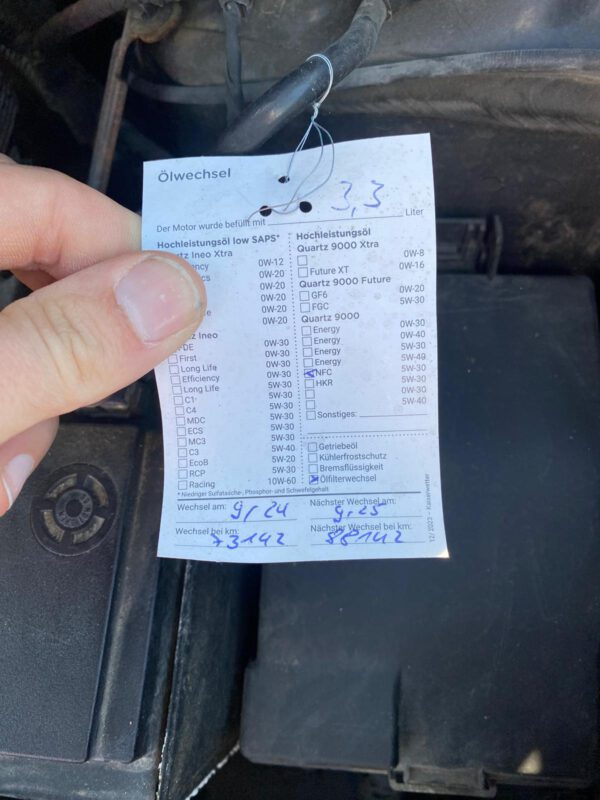 Ölwechsel
Der Motor wurde befüllt mit 3,3 Liter
Hochleistungsöl low SAPS*
Ineo Xtra
0W-12
0W-20
0W-20
0W-20
0W-20
Ineo
FDE 0W-30
First 0W-30
Long Life 0W-30
Efficiency 0W-30
Long Life 5W-30
C1 5W-30
C4 5W-30
MDC 5W-30
ECS 5W-30
MC3 5W-30
C3 5W-40
EcoB 5W-20
RCP 5W-30
Racing 10W-60
* Niedriger Sulfatasche-, Phosphor- und Schwefelgehalt
Hochleistungsöl
Quartz 9000 Xtra
0W-8
Future XT 0W-16
Quartz 9000 Future
GF6 0W-20
FGC 5W-30
Quartz 9000
Energy 0W-30
Energy 0W-40
Energy 5W-30
Energy 5W-40
NFC 5W-30
HKR 5W-30
0W-30
5W-40
Sonstiges:
Getriebeöl
Kühlerfrostschutz
Bremsflüssigkeit
Ölfilterwechsel
Wechsel am: 9/24
Nächster Wechsel am: 9/25
Wechsel bei km: 73142
Nächster Wechsel bei km: 88142
12/2022 – Kaiserwetter